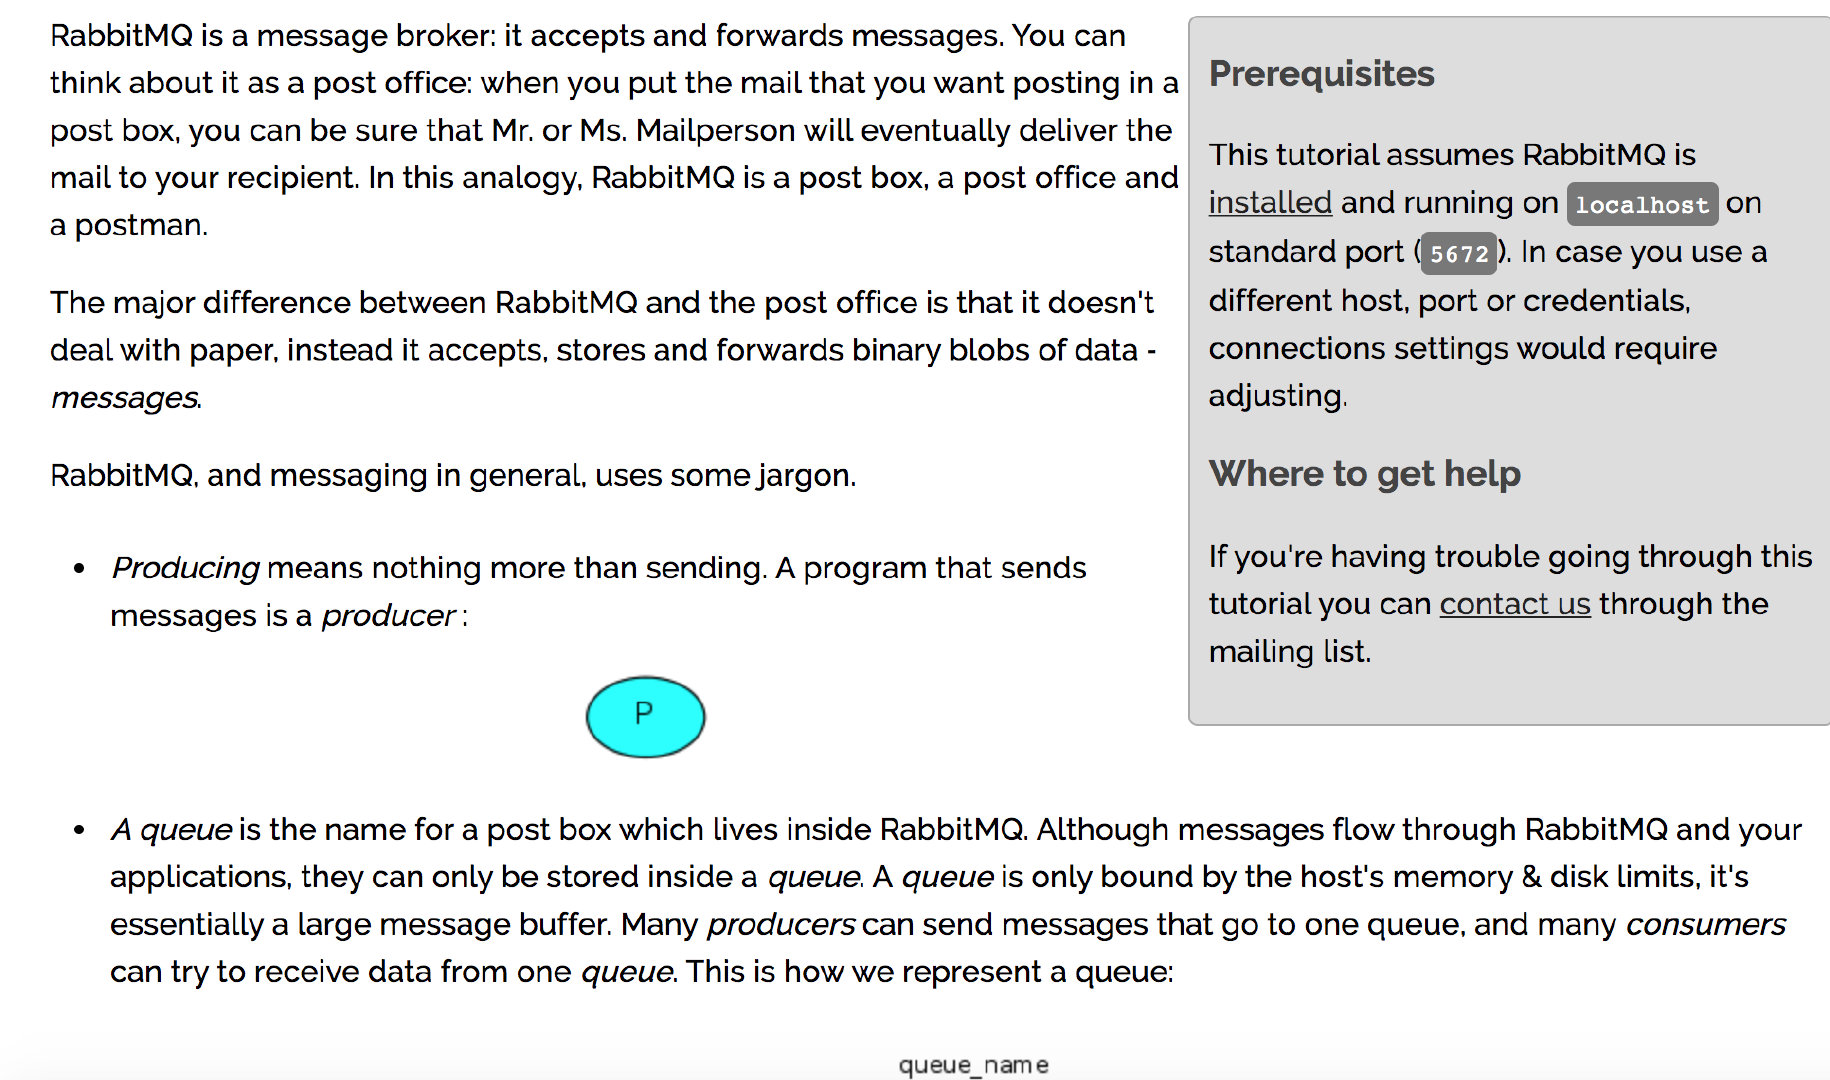 RabbitMQ is a message broker: it accepts and forwards messages. You can
think about it as a post office: when you put the mail that you want posting in a
post box, you can be sure that Mr. or Ms. Mailperson will eventually deliver the
mail to your recipient. In this analogy, RabbitMQ is a post box, a post office and
a postman.
The major difference between RabbitMQ and the post office is that it doesn't
deal with paper, instead it accepts, stores and forwards binary blobs of data -
messages.
RabbitMQ, and messaging in general, uses some jargon.
• Producing means nothing more than sending. A program that sends
messages is a producer :
P
Prerequisites
This tutorial assumes RabbitMQ is
installed and running on localhost on
standard port (5672). In case you use a
different host, port or credentials,
connections settings would require
adjusting.
Where to get help
If you're having trouble going through this
tutorial you can contact us through the
mailing list.
• A queue is the name for a post box which lives inside RabbitMQ. Although messages flow through RabbitMQ and your
applications, they can only be stored inside a queue. A queue is only bound by the host's memory & disk limits, it's
essentially a large message buffer. Many producers can send messages that go to one queue, and many consumers
can try to receive data from one queue. This is how we represent a queue:
queue_name